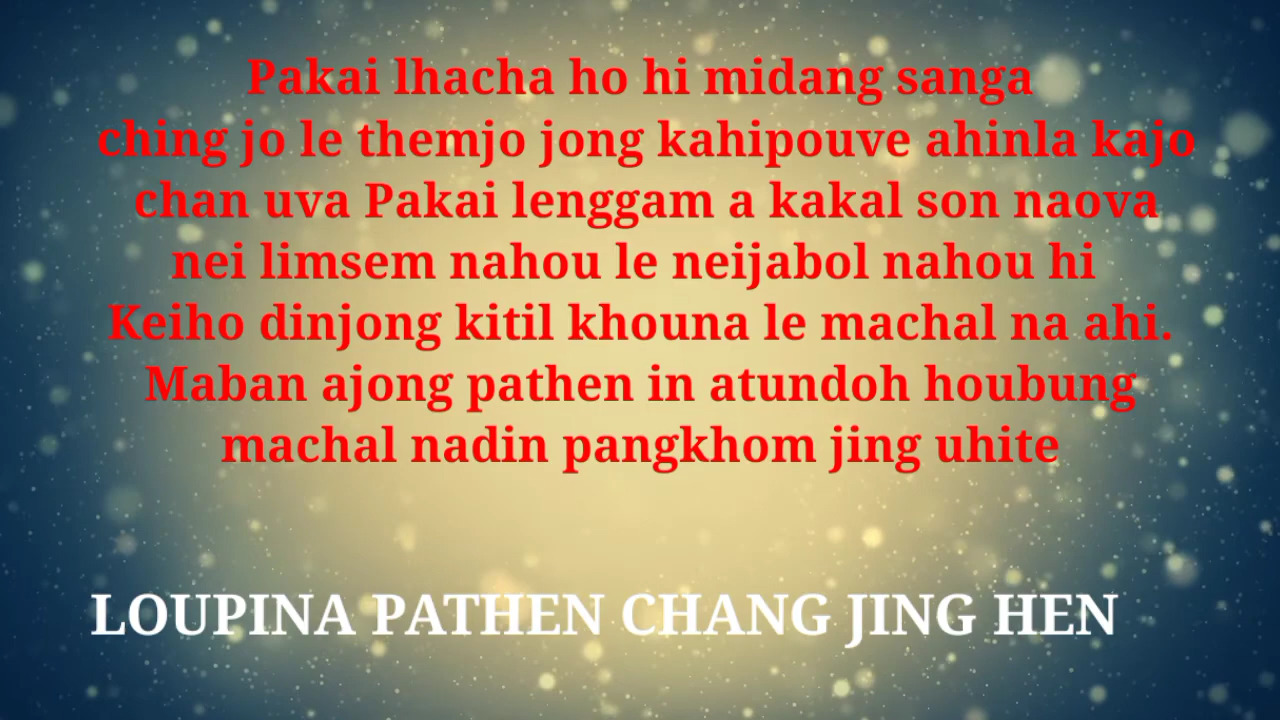 Pakai lhacha ho hi midang sanga
ching jo le themjo jong kahipouve ahinla kajo
chan uva Pakai lenggam a kakal son naova
nei limsem nahou le neijabol nahou hi
Keiho dinjong kitil khouna le machal na ahi.
Maban ajong pathen in atundoh houbung
machal nadin pangkhom jing uhite
LOUPINA PATHEN CHANG JING HEN